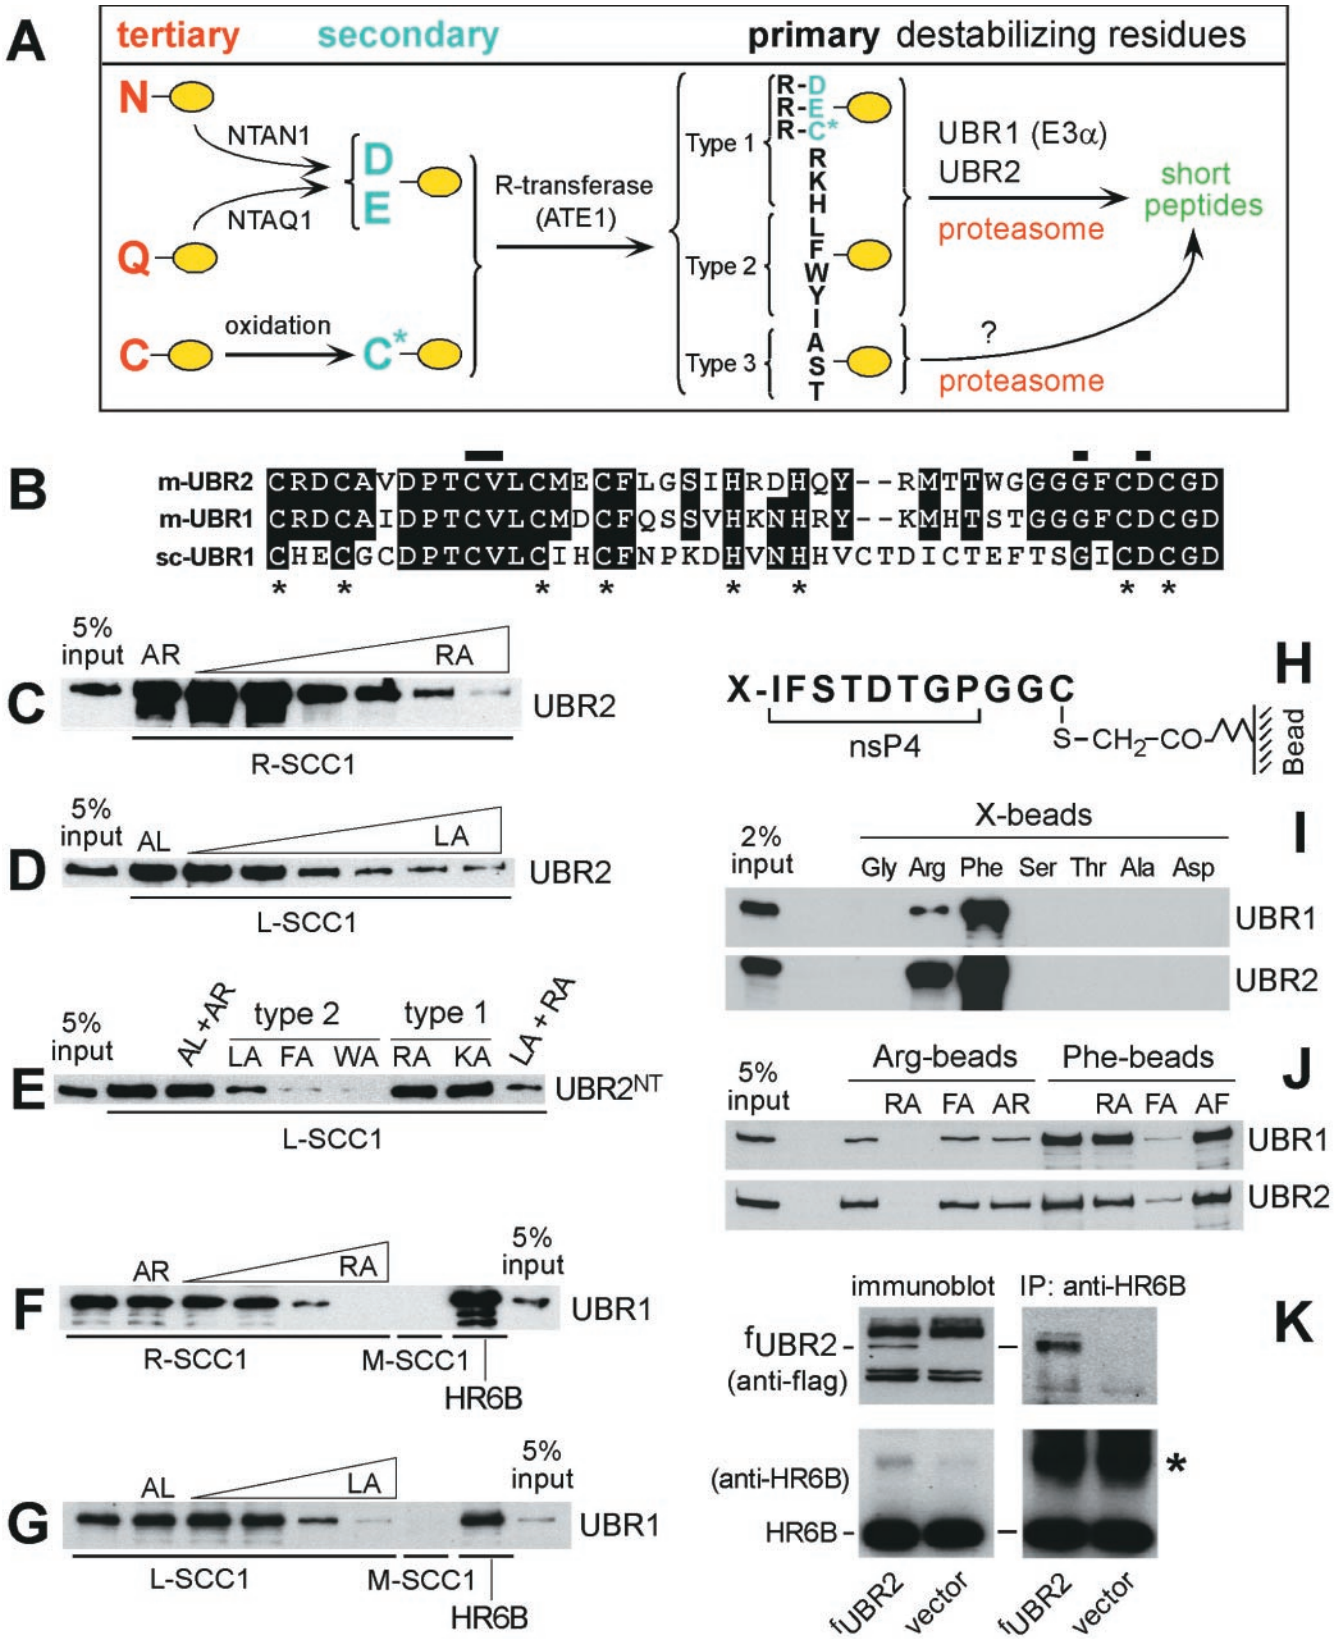 A
tertiary secondary primary destabilizing residues
N
NTAN1
D
E
NTAQ1
Q
C
oxidation
C*
R-transferase
(ATE1)
Type 1
R-D
R-E
R-C*
R
K
H
Type 2
L
F
W
Y
I
Type 3
A
S
T
UBR1 (E3α)
UBR2
proteasome
short
peptides
?
proteasome
B
m-UBR2 CRDCAVDPTCVLCMECFLGSIHRDHQY--RMTTWGGGGFCDCGD
m-UBR1 CRDCAIDPTCVLCMDCFQSSVHKNHRY--KMHTSTGGGFCDCGD
sc-UBR1 CHECGCDPTCVLCIHCFNPKDHVNHHVCTDICTEFTSGICDCGD
* * * * * * * *
C
5%
input AR RA
UBR2
R-SCC1
D
5%
input AL LA
UBR2
L-SCC1
E
5%
input
AL+AR
type 2
LA FA WA
type 1
RA KA
LA+RA
UBR2NT
L-SCC1
F
AR RA
5%
input
UBR1
R-SCC1 M-SCC1
HR6B
G
AL LA
5%
input
UBR1
L-SCC1 M-SCC1
HR6B
H
X-IFSTDTGPGGC
nsP4
S-CH2-CO
Bead
I
X-beads
2%
input Gly Arg Phe Ser Thr Ala Asp
UBR1
UBR2
J
Arg-beads Phe-beads
5%
input RA FA AR RA FA AF
UBR1
UBR2
K
immunoblot IP: anti-HR6B
fUBR2-
(anti-flag)
(anti-HR6B)
*
HR6B-
fUBR2 vector fUBR2 vector